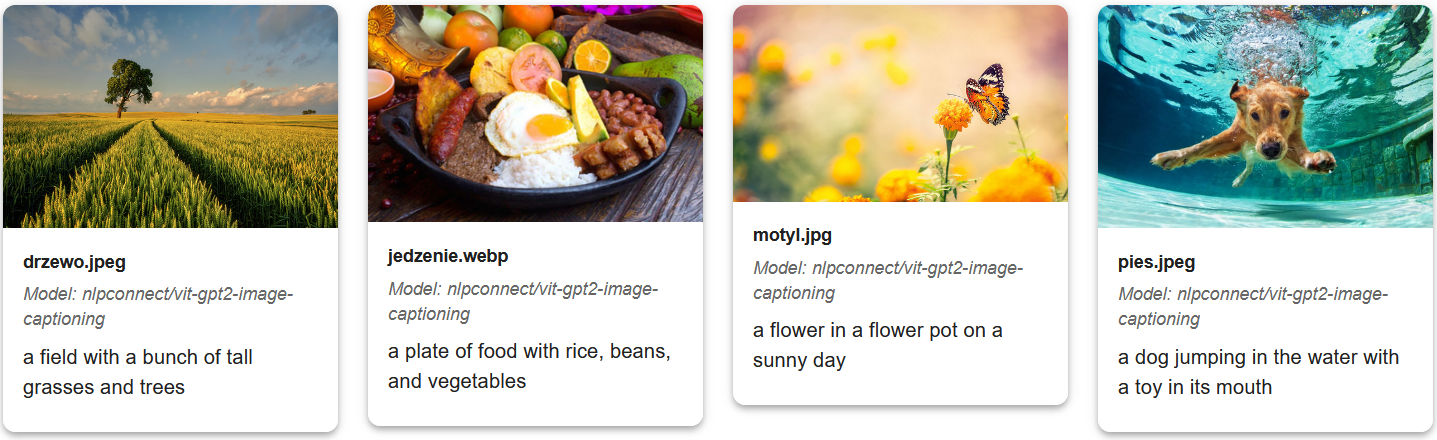 drzewo.jpeg
Model: nlpconnect/vit-gpt2-image-
captioning
a field with a bunch of tall
grasses and trees
jedzenie.webp
Model: nlpconnect/vit-gpt2-image-
captioning
a plate of food with rice, beans,
and vegetables
motyl.jpg
Model: nlpconnect/vit-gpt2-image-
captioning
a flower in a flower pot on a
sunny day
pies.jpeg
Model: nlpconnect/vit-gpt2-image-
captioning
a dog jumping in the water with
a toy in its mouth